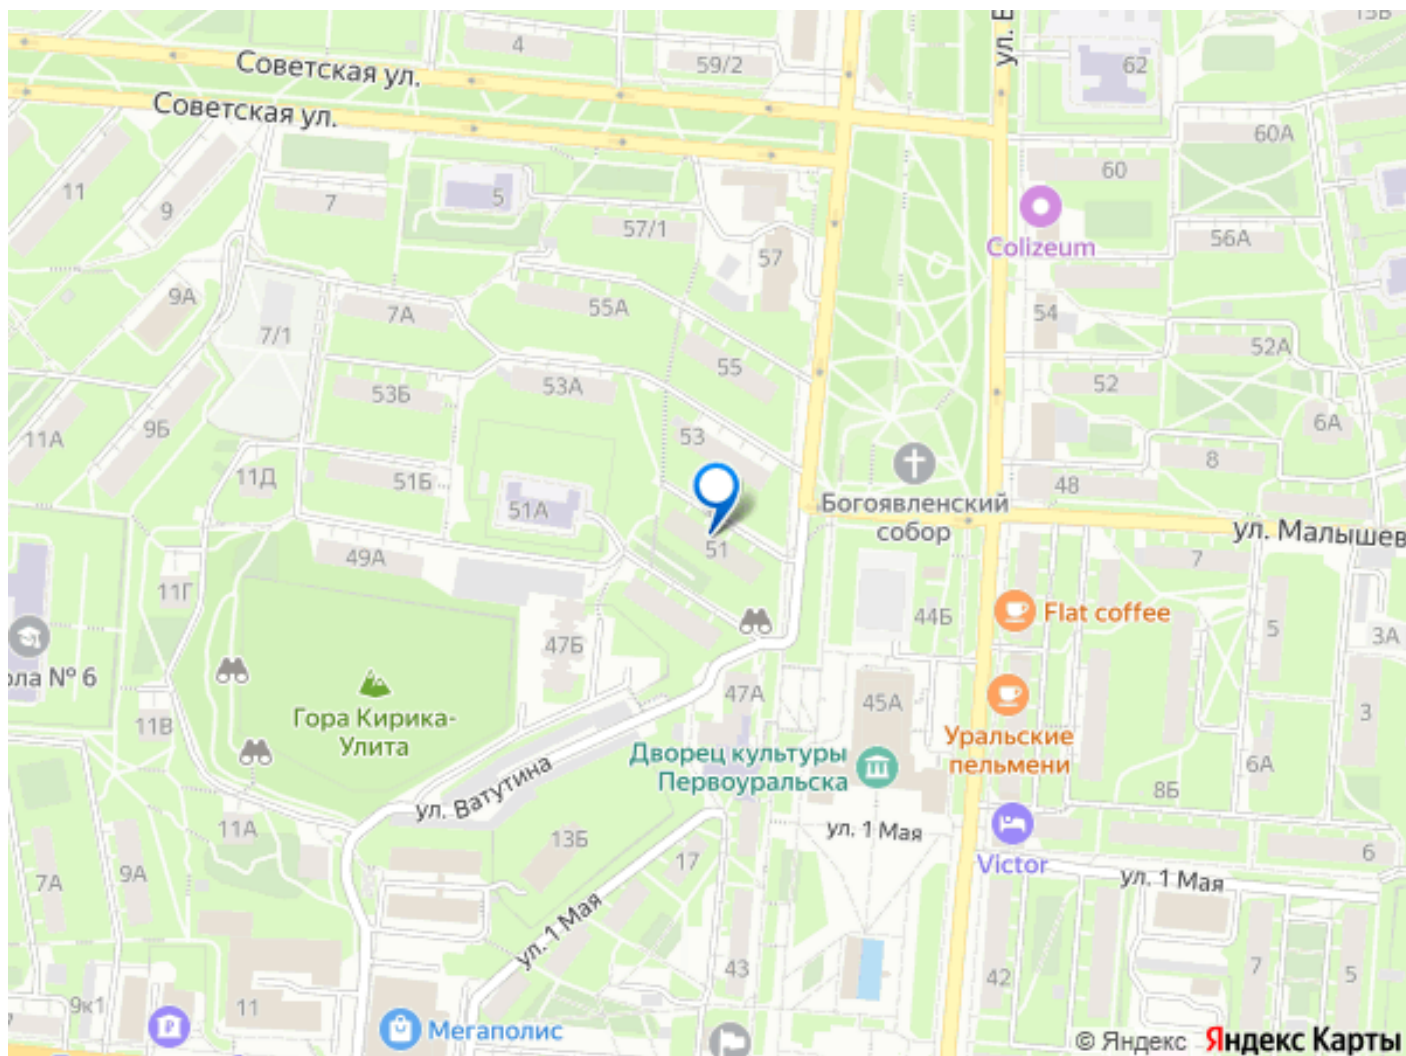 15В
4
59/2
62
ул. В
Советская ул.
Советская ул.
60А
60
11
9
7
5
57/1
57
Colizeum
56А
9А
7/1
7А
55А
54
52А
55
53Б
53А
52
6А
11А
9Б
53
8
11Д
51Б
51А
48
Богоявленский
собор
ул. Малышев
51
49А
7
11Г
47Б
44Б
Flat coffee
5
3А
ола № 6
11В
Гора Кирика-
Улита
47А
45А
3
Дворец культуры
Первоуральска
Уральские
пельмени
6А
8Б
ул. Ватутина
11А
13Б
ул. 1 Мая
Victor
17
6
7А
9А
ул. 1 Мая
ул. 1 Мая
43
42
7
5
9к1
11
Мегаполис
© Яндекс Яндекс Карты